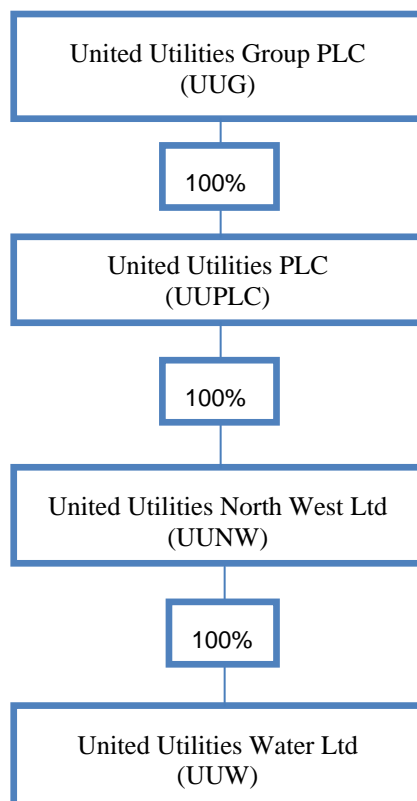 United Utilities Group PLC
(UUG)
100%
United Utilities PLC
(UUPLC)
100%
United Utilities North West Ltd
(UUNW)
100%
United Utilities Water Ltd
(UUW)